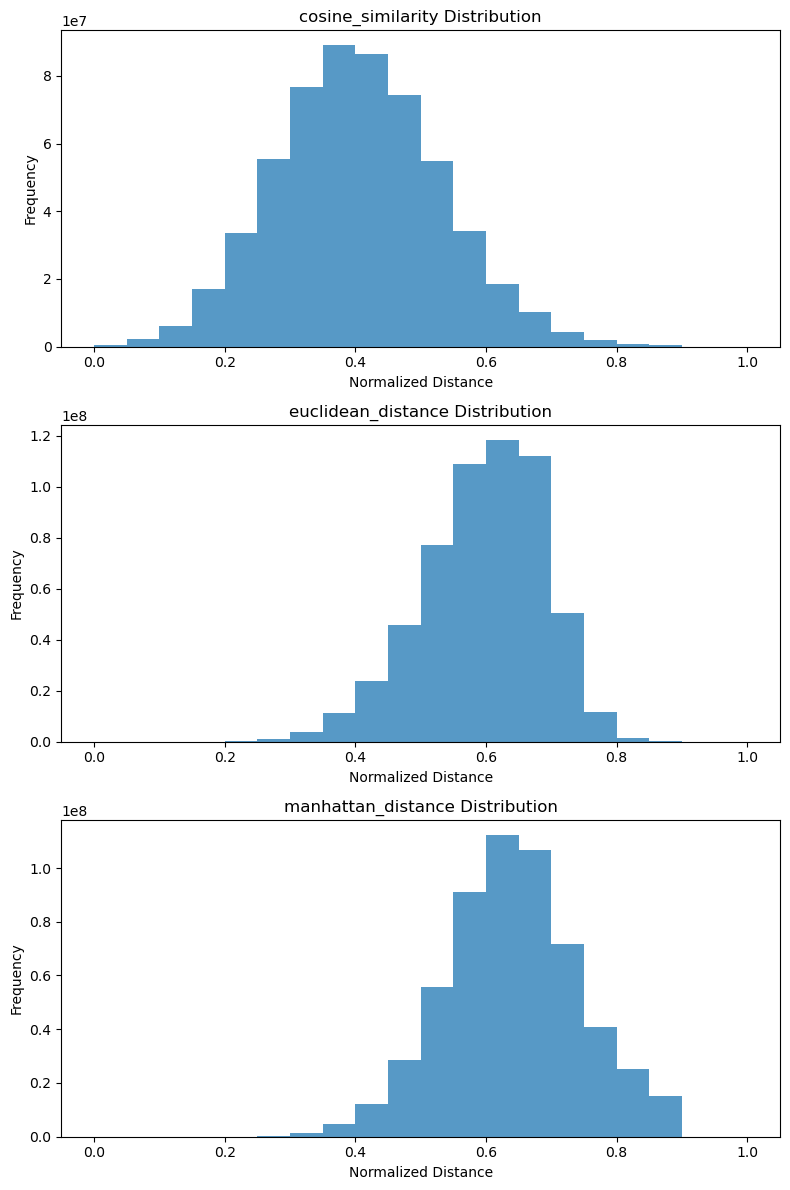 cosine_similarity Distribution
1e7
8
6
4
2
0
Frequency
0.0 0.2 0.4 0.6 0.8 1.0
Normalized Distance
euclidean_distance Distribution
1e8
1.2
1.0
0.8
0.6
0.4
0.2
0.0
Frequency
0.0 0.2 0.4 0.6 0.8 1.0
Normalized Distance
manhattan_distance Distribution
1e8
1.0
0.8
0.6
0.4
0.2
0.0
Frequency
0.0 0.2 0.4 0.6 0.8 1.0
Normalized Distance